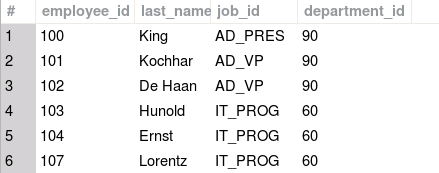 # employee_id last_name job_id department_id
1 100 King AD_PRES 90
2 101 Kochhar AD_VP 90
3 102 De Haan AD_VP 90
4 103 Hunold IT_PROG 60
5 104 Ernst IT_PROG 60
6 107 Lorentz IT_PROG 60